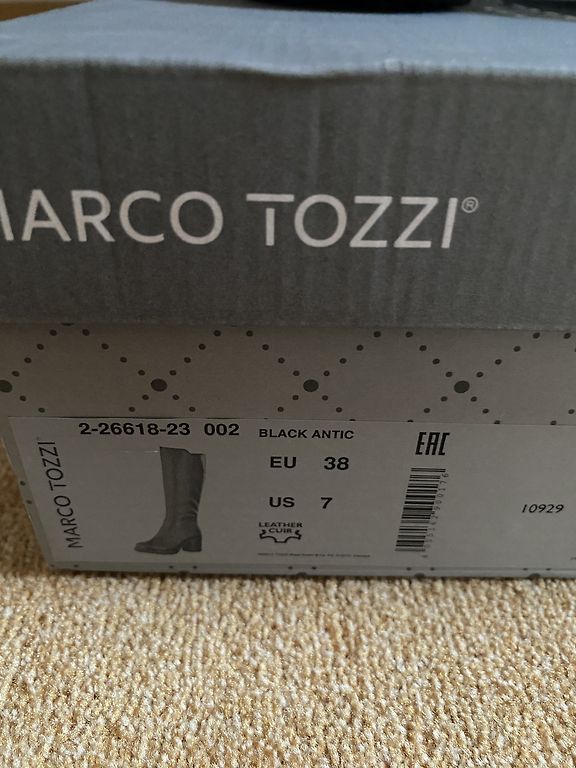 MARCO TOZZI®
2-26618-23 002 BLACK ANTIC
EAC
MARCO TOZZI
EU 38
US 7
10929
LEATHER
CUIR